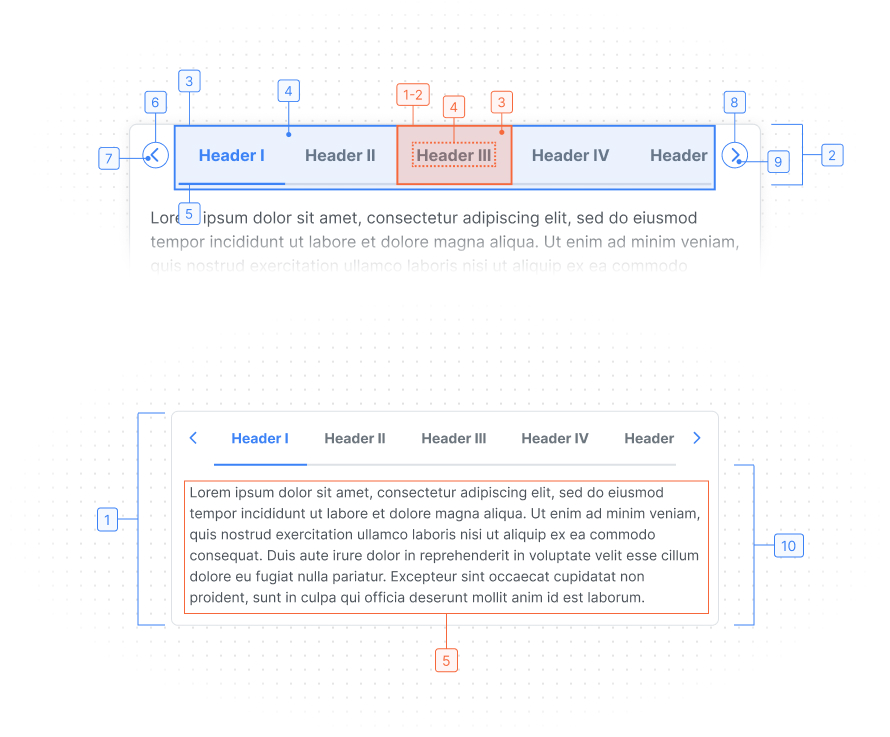 3
4
1-2
4
3
6
8
7
Header I
Header II
Header III
Header IV
Header
9
2
5
Lorem ipsum dolor sit amet, consectetur adipiscing elit, sed do eiusmod
tempor incididunt ut labore et dolore magna aliqua. Ut enim ad minim veniam,
quis nostrud exercitation ullamco laboris nisi ut aliquip ex ea commodo
Header I
Header II
Header III
Header IV
Header
Lorem ipsum dolor sit amet, consectetur adipiscing elit, sed do eiusmod
tempor incididunt ut labore et dolore magna aliqua. Ut enim ad minim veniam,
quis nostrud exercitation ullamco laboris nisi ut aliquip ex ea commodo
consequat. Duis aute irure dolor in reprehenderit in voluptate velit esse cillum
dolore eu fugiat nulla pariatur. Excepteur sint occaecat cupidatat non
proident, sunt in culpa qui officia deserunt mollit anim id est laborum.
1
10
5